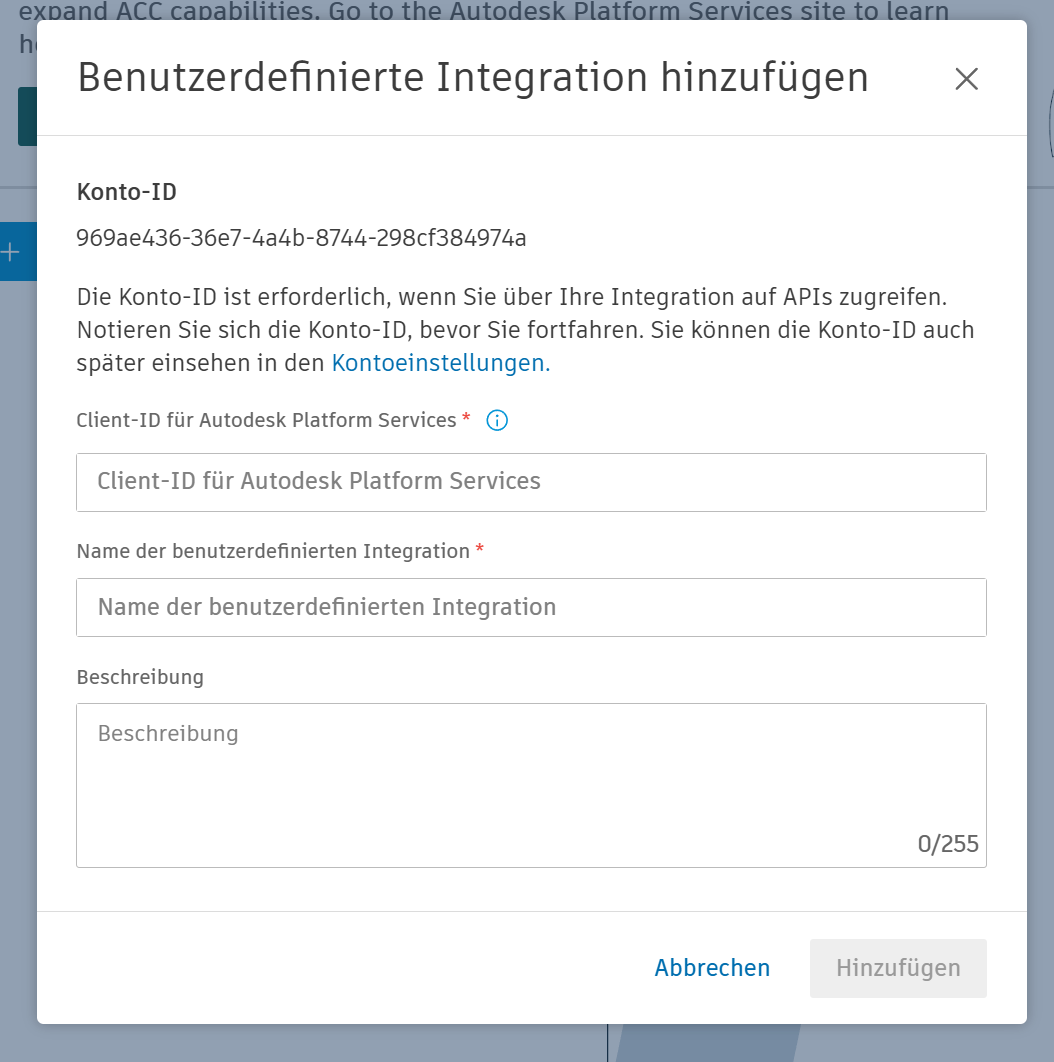 expand ACC capabilities. Go to the Autodesk Platform Services site to learn
Benutzerdefinierte Integration hinzufügen
Konto-ID
969ae436-36e7-4a4b-8744-298cf384974a
Die Konto-ID ist erforderlich, wenn Sie über Ihre Integration auf APIs zugreifen.
Notieren Sie sich die Konto-ID, bevor Sie fortfahren. Sie können die Konto-ID auch
später einsehen in den Kontoeinstellungen.
Client-ID für Autodesk Platform Services *
Client-ID für Autodesk Platform Services
Name der benutzerdefinierten Integration *
Name der benutzerdefinierten Integration
Beschreibung
Beschreibung
0/255
Abbrechen Hinzufügen